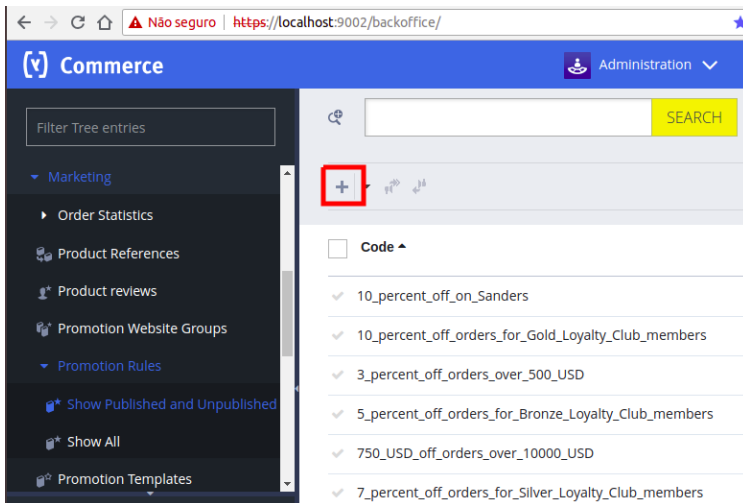 Não seguro | https://localhost:9002/backoffice/
(Y) Commerce
Administration
Filter Tree entries
SEARCH
Marketing
Order Statistics
Product References
Product reviews
Promotion Website Groups
Promotion Rules
Show Published and Unpublished
Show All
Promotion Templates
Code
10_percent_off_on_Sanders
10_percent_off_orders_for_Gold_Loyalty_Club_members
3_percent_off_orders_over_500_USD
5_percent_off_orders_for_Bronze_Loyalty_Club_members
750_USD_off_orders_over_10000_USD
7_percent_off_orders_for_Silver_Loyalty_Club_members